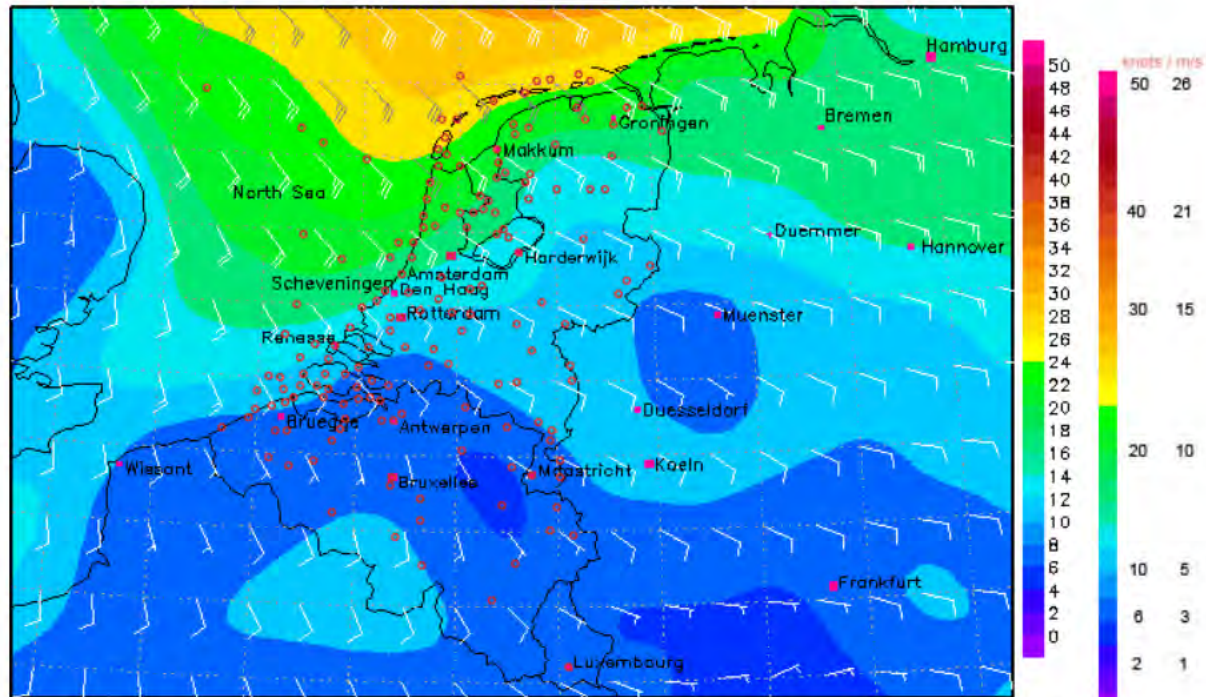 Hamburg
Bremen
Groningen
Makkum
North Sea
Duemmer
Hannover
Harderwijk
Amsterdam
Scheveningen
Den Haag
Rotterdam
Muenster
Renesse
Duesseldorf
Bruegge
Antwerpen
Wissant
Maastricht
Koeln
Bruxelles
Frankfurt
Luxembourg
50
48
46
44
42
40
38
36
34
32
30
28
26
24
22
20
18
16
14
12
10
8
6
4
2
0
knots / m/s
50 26
40 21
30 15
20 10
10 5
6 3
2 1